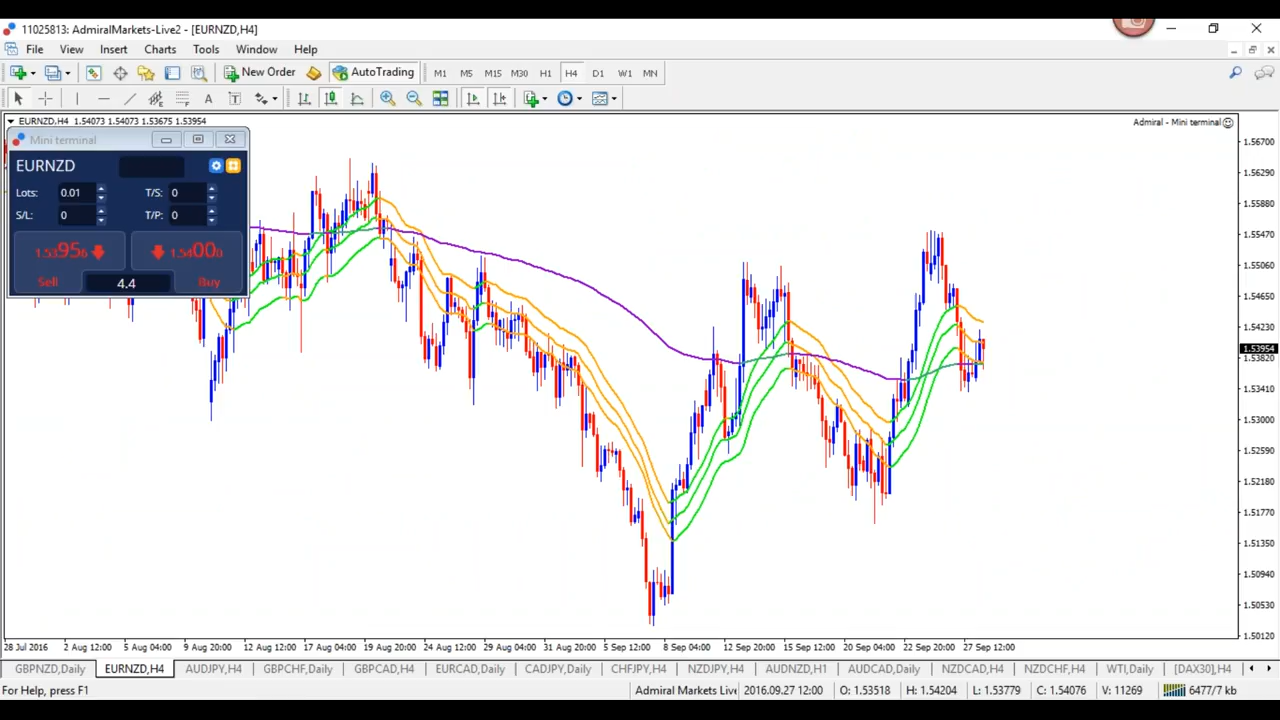 11025813: AdmiralMarkets-Live2 - [EURNZD,H4]
File View Insert Charts Tools Window Help
New Order AutoTrading M1 M5 M15 M30 H1 H4 D1 W1 MN
A T
EURNZD,H4 1.54073 1.54073 1.53675 1.53954
Admiral - Mini terminal
Mini terminal
EURNZD
Lots: 0.01 T/S: 0
S/L: 0 T/P: 0
1.53956 1.54000
Sell 4.4 Buy
1.56700
1.56290
1.55880
1.55470
1.55060
1.54650
1.54230
1.53954
1.53820
1.53410
1.53000
1.52590
1.52180
1.51770
1.51350
1.50940
1.50530
1.50120
28 Jul 2016 2 Aug 12:00 5 Aug 04:00 9 Aug 20:00 12 Aug 12:00 17 Aug 04:00 19 Aug 20:00 24 Aug 12:00 29 Aug 04:00 31 Aug 20:00 5 Sep 12:00 8 Sep 04:00 12 Sep 20:00 15 Sep 12:00 20 Sep 04:00 22 Sep 20:00 27 Sep 12:00
GBPNZD,Daily EURNZD,H4 AUDJPY,H4 GBPCHF,Daily GBPCAD,H4 EURCAD,Daily CADJPY,Daily CHFJPY,H4 NZDJPY,H4 AUDNZD,H1 AUDCAD,Daily NZDCAD,H4 NZDCHF,H4 WTI,Daily [DAX30],H4
For Help, press F1 Admiral Markets Live 2016.09.27 12:00 O: 1.53518 H: 1.54204 L: 1.53779 C: 1.54076 V: 11269 6477/7 kb